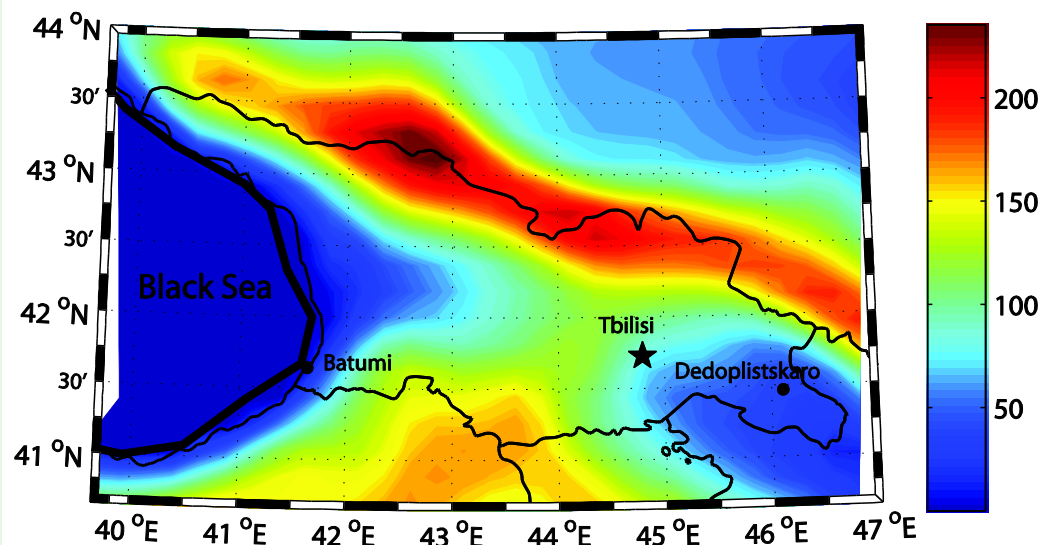 44 °N
30'
43 °N
30'
42 °N
30'
41 °N
Black Sea
Tbilisi
Batumi
Dedoplistskaro
40 °E
41 °E
42 °E
43 °E
44 °E
45 °E
46 °E
47 °E
200
150
100
50